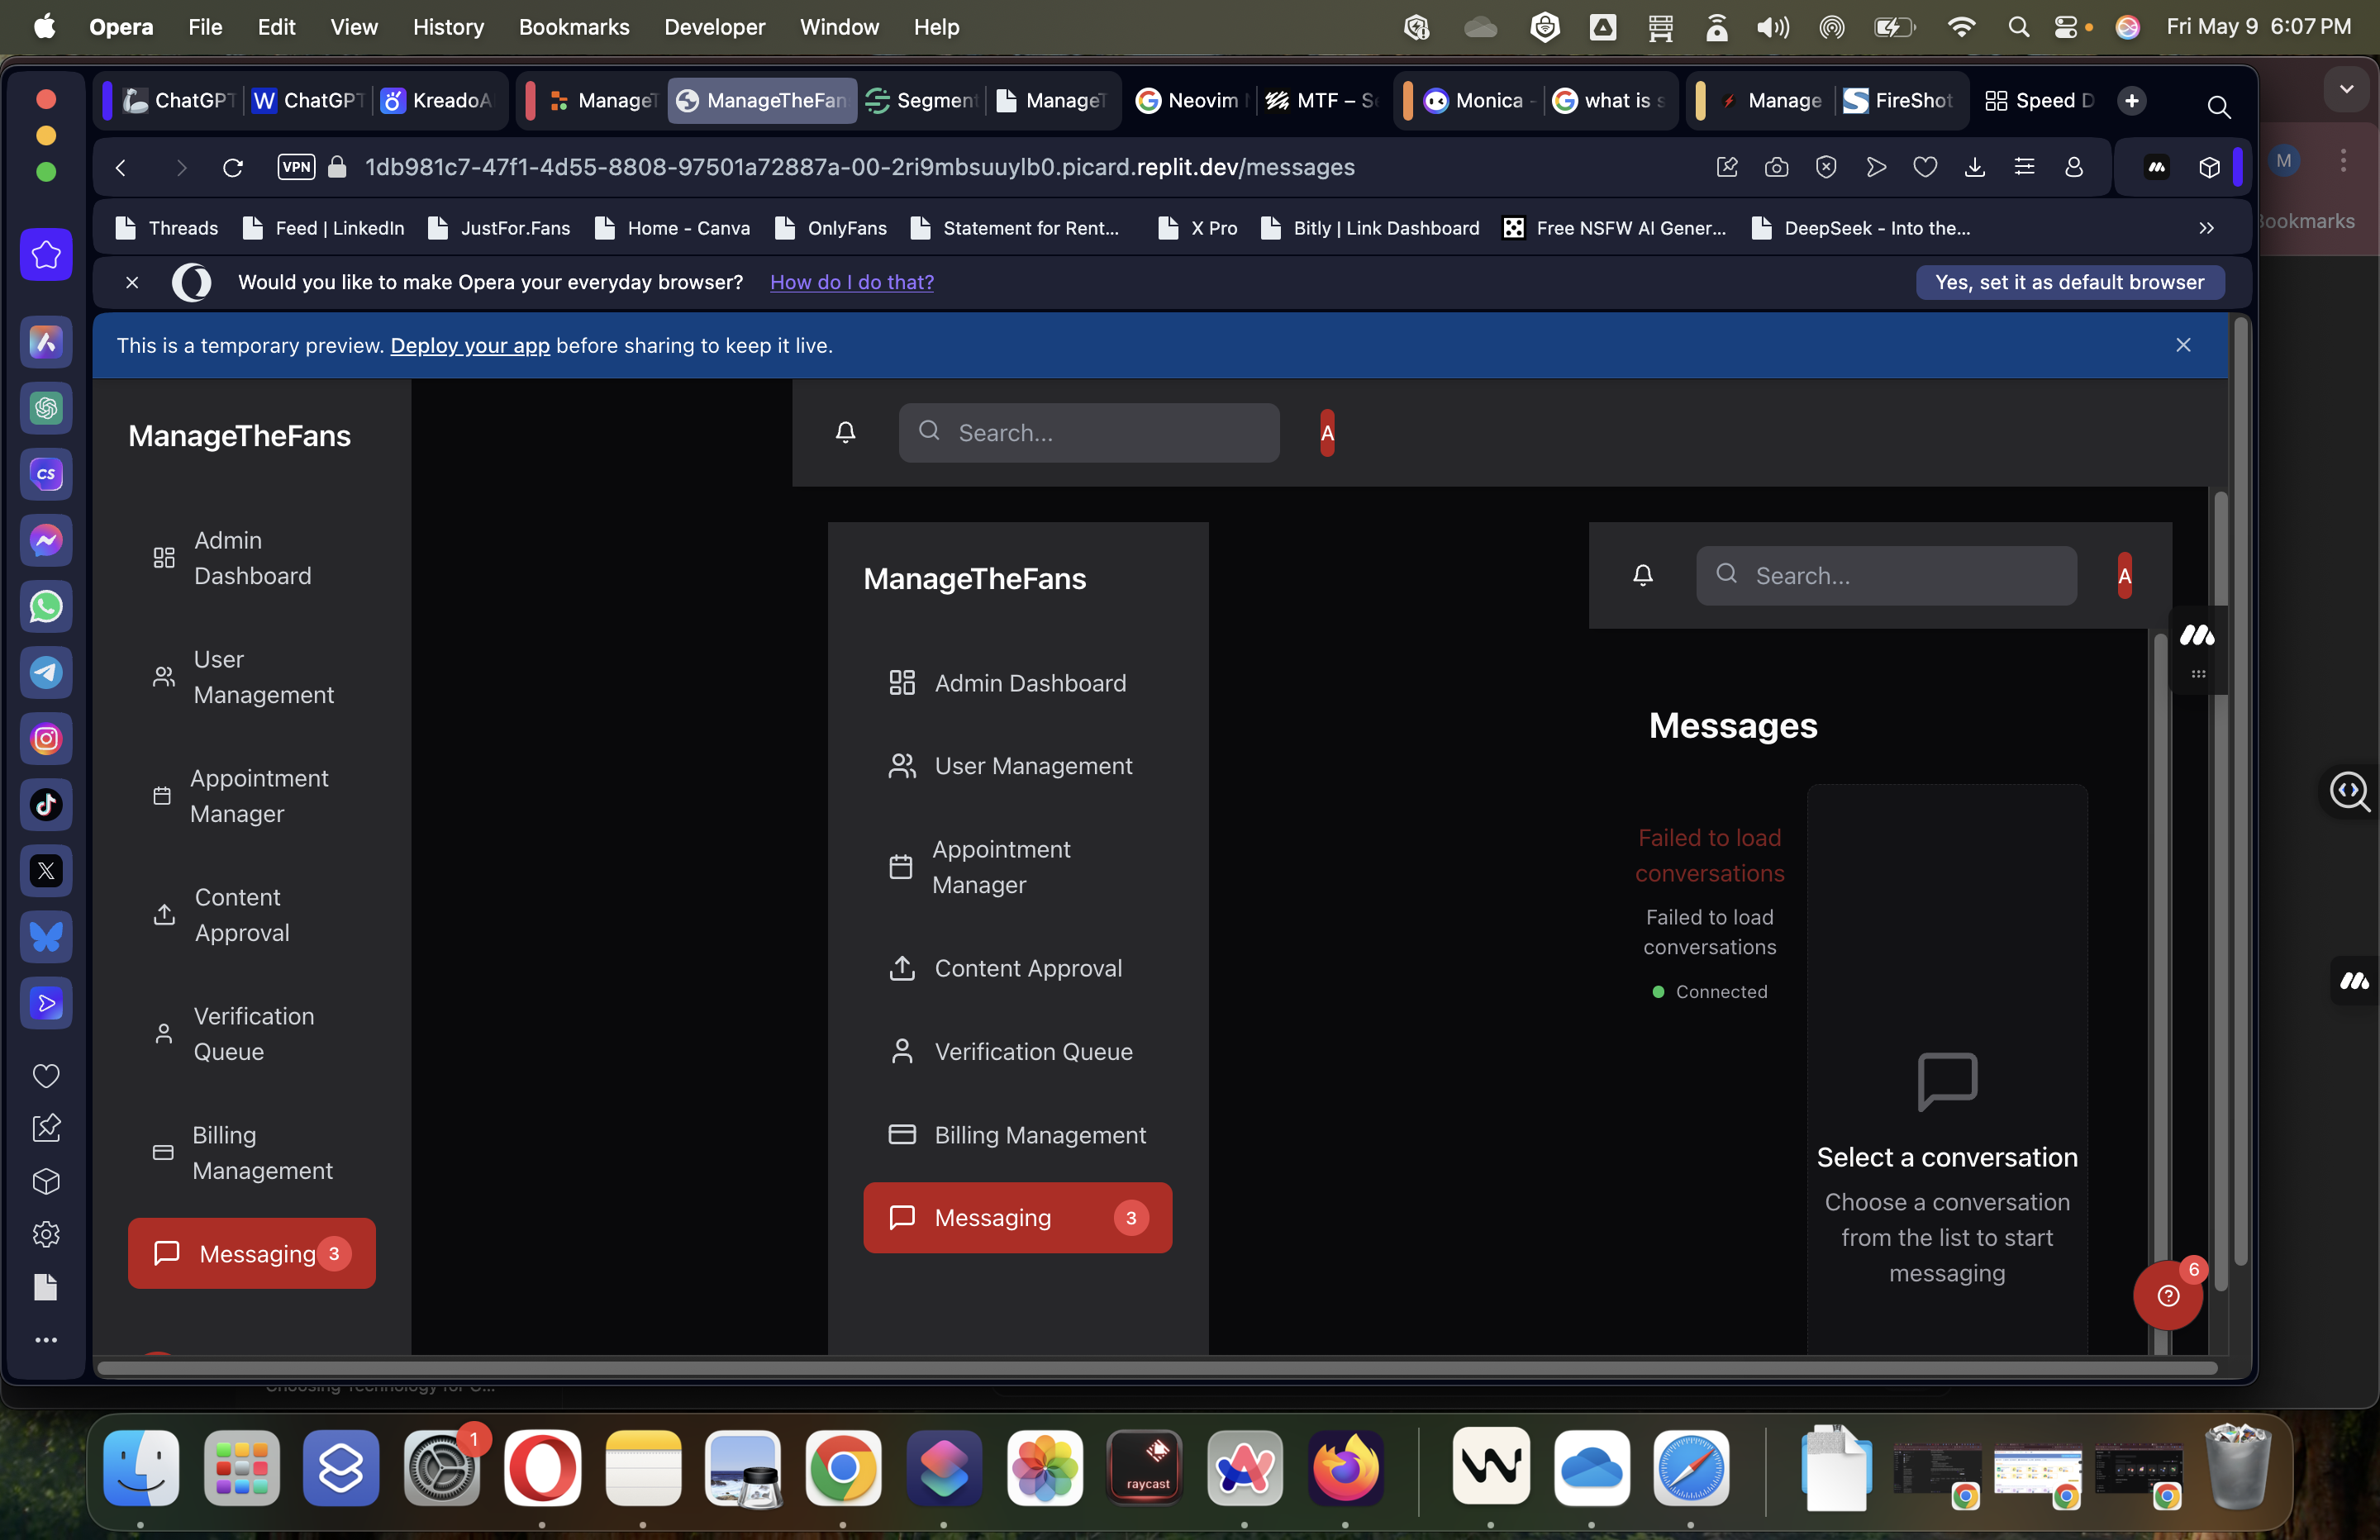 Opera File Edit View History Bookmarks Developer Window Help Fri May 9 6:07 PM
ChatGPT W ChatGPT KreadoA ManageT ManageTheFan Segment ManageT Neovim MTF – Se Monica - what is s Manage FireShot Speed D
VPN 1db981c7-47f1-4d55-8808-97501a72887a-00-2ri9mbsuuylb0.picard.replit.dev/messages
M
Threads Feed | LinkedIn JustFor.Fans Home - Canva OnlyFans Statement for Rent... X Pro Bitly | Link Dashboard Free NSFW AI Gener... DeepSeek - Into the...
Bookmarks
Would you like to make Opera your everyday browser? How do I do that? Yes, set it as default browser
This is a temporary preview. Deploy your app before sharing to keep it live.
CS
ManageTheFans
Admin
Dashboard
User
Management
Appointment
Manager
Content
Approval
Verification
Queue
Billing
Management
Messaging 3
Search... A
ManageTheFans
Admin Dashboard
User Management
Appointment
Manager
Content Approval
Verification Queue
Billing Management
Messaging 3
Search... A
Messages
Failed to load
conversations
Failed to load
conversations
Connected
Select a conversation
Choose a conversation
from the list to start
messaging
6
1
raycast